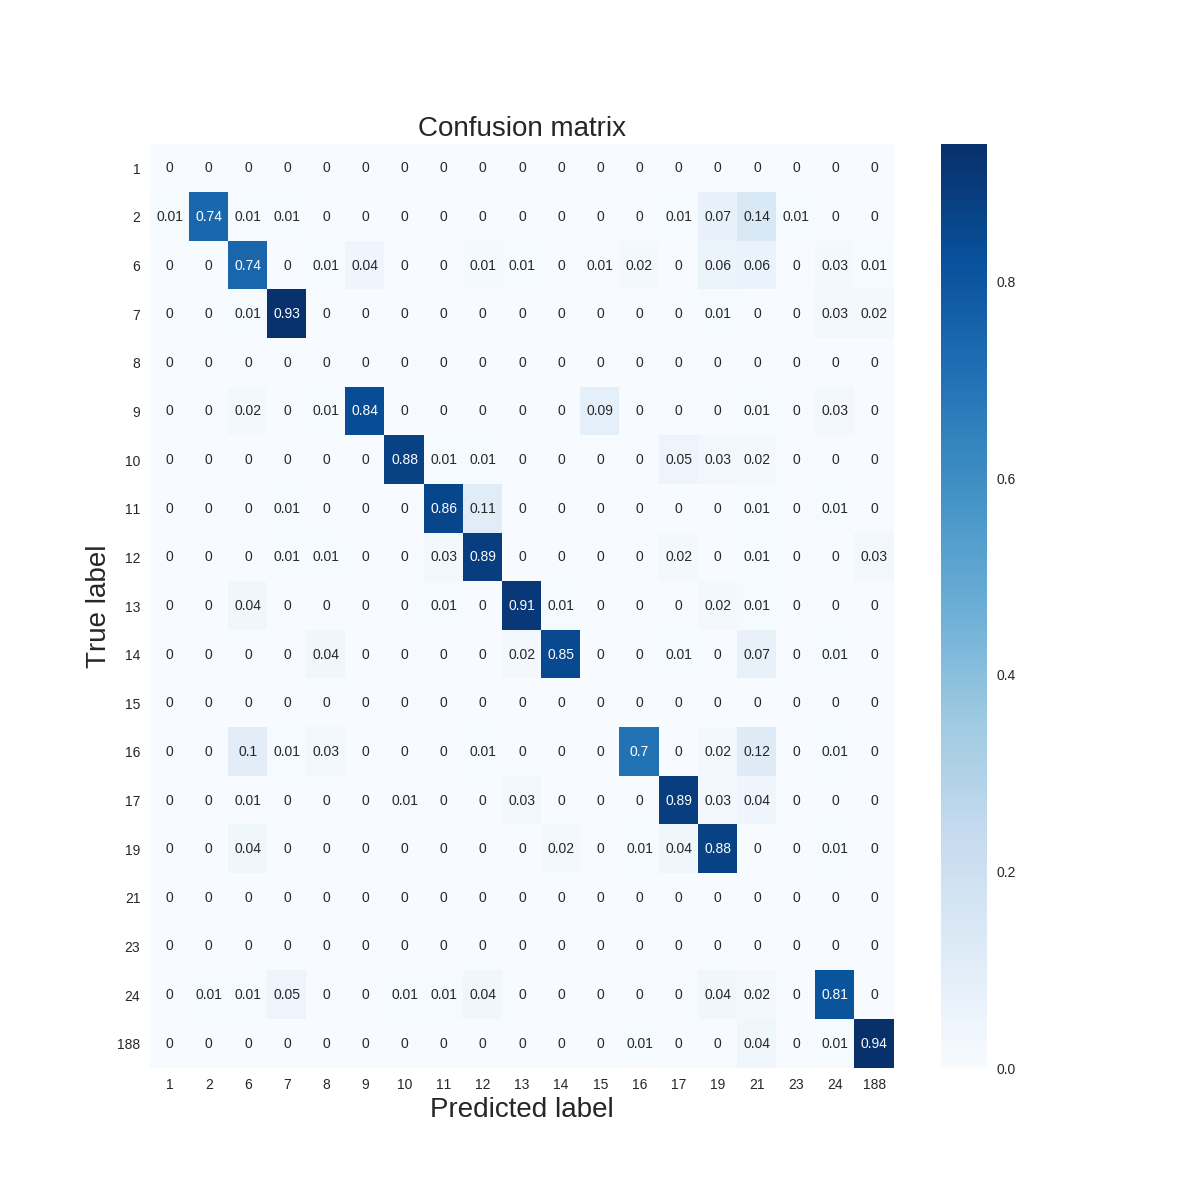 Confusion matrix
1 0 0 0 0 0 0 0 0 0 0 0 0 0 0 0 0 0 0 0
2 0.01 0.74 0.01 0.01 0 0 0 0 0 0 0 0 0 0.01 0.07 0.14 0.01 0 0
6 0 0 0.74 0 0.01 0.04 0 0 0.01 0.01 0 0.01 0.02 0 0.06 0.06 0 0.03 0.01
7 0 0 0.01 0.93 0 0 0 0 0 0 0 0 0 0 0.01 0 0 0.03 0.02
8 0 0 0 0 0 0 0 0 0 0 0 0 0 0 0 0 0 0 0
9 0 0 0.02 0 0.01 0.84 0 0 0 0 0 0.09 0 0 0 0.01 0 0.03 0
10 0 0 0 0 0 0 0.88 0.01 0.01 0 0 0 0 0.05 0.03 0.02 0 0 0
11 0 0 0 0.01 0 0 0 0.86 0.11 0 0 0 0 0 0 0.01 0 0.01 0
12 0 0 0 0.01 0.01 0 0 0.03 0.89 0 0 0 0 0.02 0 0.01 0 0 0.03
13 0 0 0.04 0 0 0 0 0.01 0 0.91 0.01 0 0 0 0.02 0.01 0 0 0
14 0 0 0 0 0.04 0 0 0 0 0.02 0.85 0 0 0.01 0 0.07 0 0.01 0
15 0 0 0 0 0 0 0 0 0 0 0 0 0 0 0 0 0 0 0
16 0 0 0.1 0.01 0.03 0 0 0 0.01 0 0 0 0.7 0 0.02 0.12 0 0.01 0
17 0 0 0.01 0 0 0 0.01 0 0 0.03 0 0 0 0.89 0.03 0.04 0 0 0
19 0 0 0.04 0 0 0 0 0 0 0 0.02 0 0.01 0.04 0.88 0 0 0.01 0
21 0 0 0 0 0 0 0 0 0 0 0 0 0 0 0 0 0 0 0
23 0 0 0 0 0 0 0 0 0 0 0 0 0 0 0 0 0 0 0
24 0 0.01 0.01 0.05 0 0 0.01 0.01 0.04 0 0 0 0 0 0.04 0.02 0 0.81 0
188 0 0 0 0 0 0 0 0 0 0 0 0 0.01 0 0 0.04 0 0.01 0.94
1 2 6 7 8 9 10 11 12 13 14 15 16 17 19 21 23 24 188
Predicted label
True label
0.8
0.6
0.4
0.2
0.0